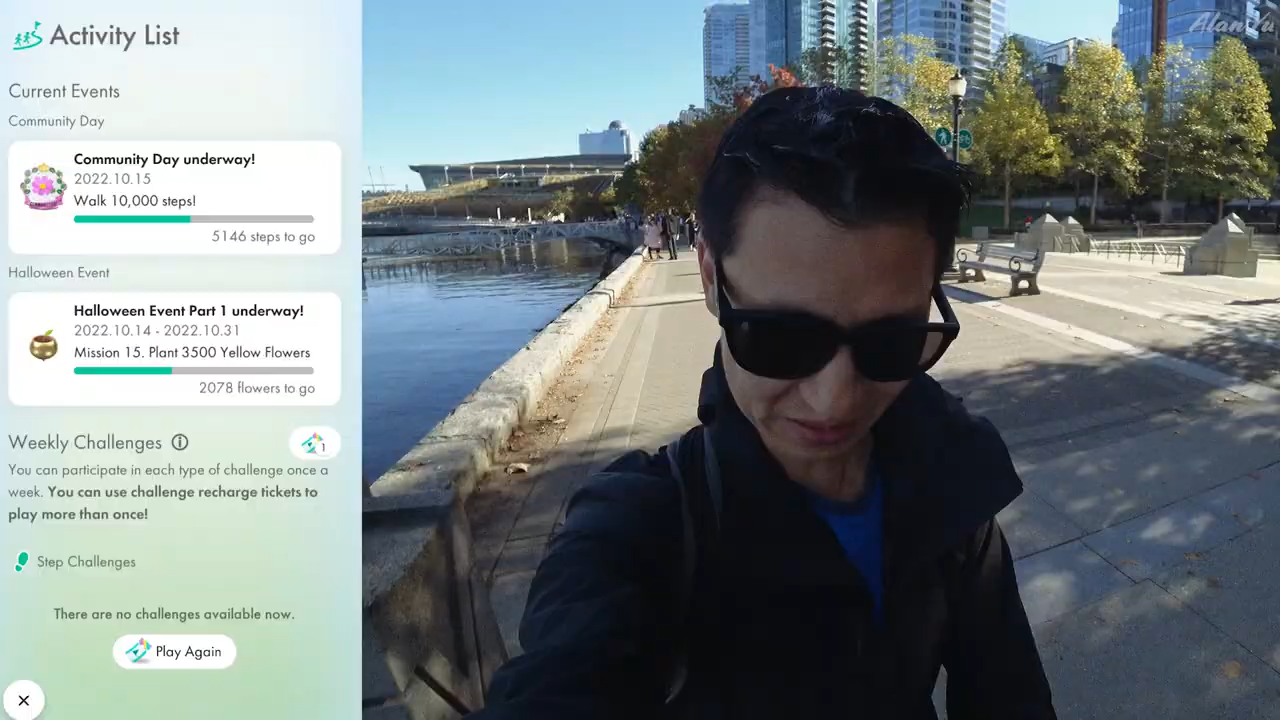 Activity List
Current Events
Community Day
Community Day underway!
2022.10.15
Walk 10,000 steps!
5146 steps to go
Halloween Event
Halloween Event Part 1 underway!
2022.10.14 - 2022.10.31
Mission 15. Plant 3500 Yellow Flowers
2078 flowers to go
Weekly Challenges
1
You can participate in each type of challenge once a
week. You can use challenge recharge tickets to
play more than once!
Step Challenges
There are no challenges available now.
Play Again
AlanYu